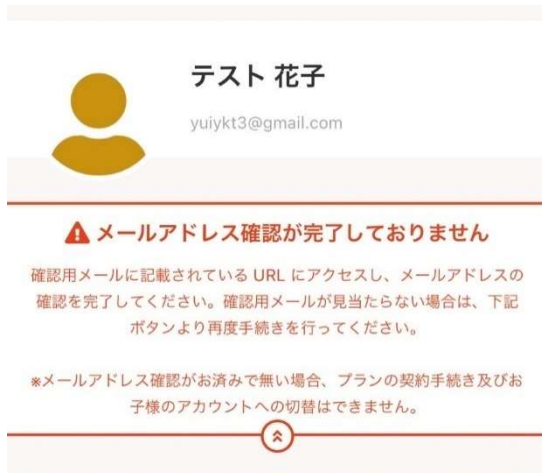 テスト 花子
yuiykt3@gmail.com
メールアドレス確認が完了しておりません
確認用メールに記載されている URL にアクセスし、メールアドレスの
確認を完了してください。確認用メールが見当たらない場合は、下記
ボタンより再度手続きを行ってください。
※メールアドレス確認がお済みで無い場合、プランの契約手続き及びお
子様のアカウントへの切替はできません。